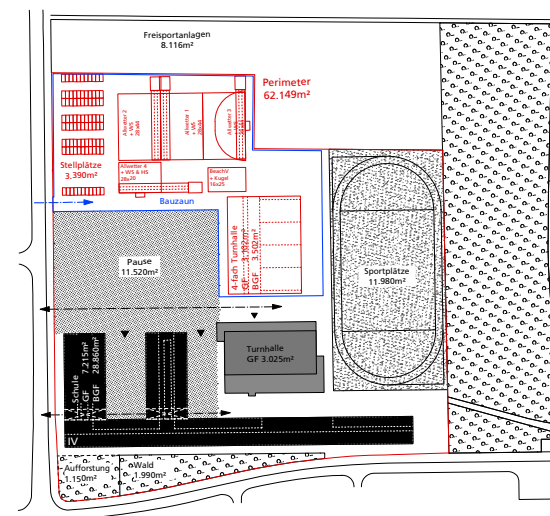 Freisportanlagen
8.116m²
Perimeter
62.149m²
Allwetter 2
+ WS
28x44
Allwetter 1
+ WS
28x44
Allwetter 3
+ WS
Stellplätze
3.390m²
Allwetter 4
+ WS & HS
28x20
BeachV
+ Kugel
16x25
Bauzaun
4-fach Turnhalle
GF
BGF 3.502m²
Pause
11.520m²
Sportplätze
11.980m²
Turnhalle
GF 3.025m²
Schule
GF 7.215m²
BGF 28.860m²
IV
Aufforstung
1.150m²
Wald
1.990m²